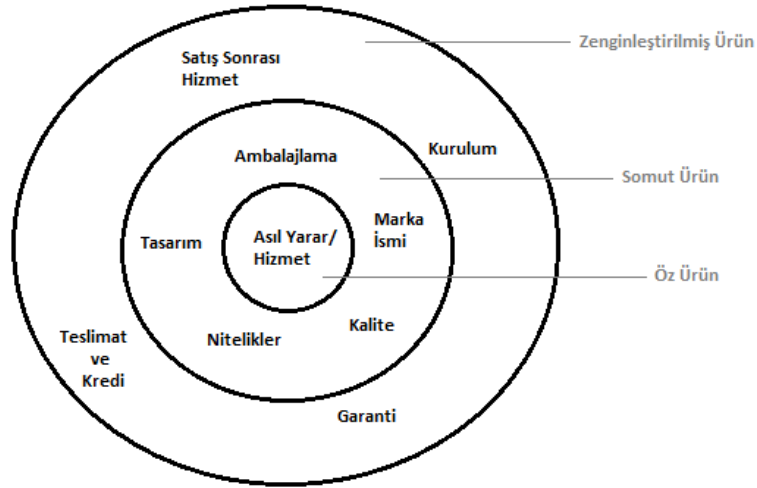 Zenginleştirilmiş Ürün
Satış Sonrası
Hizmet
Kurulum
Ambalajlama
Somut Ürün
Marka
İsmi
Tasarım
Asıl Yarar/
Hizmet
Öz Ürün
Kalite
Nitelikler
Teslimat
ve
Kredi
Garanti